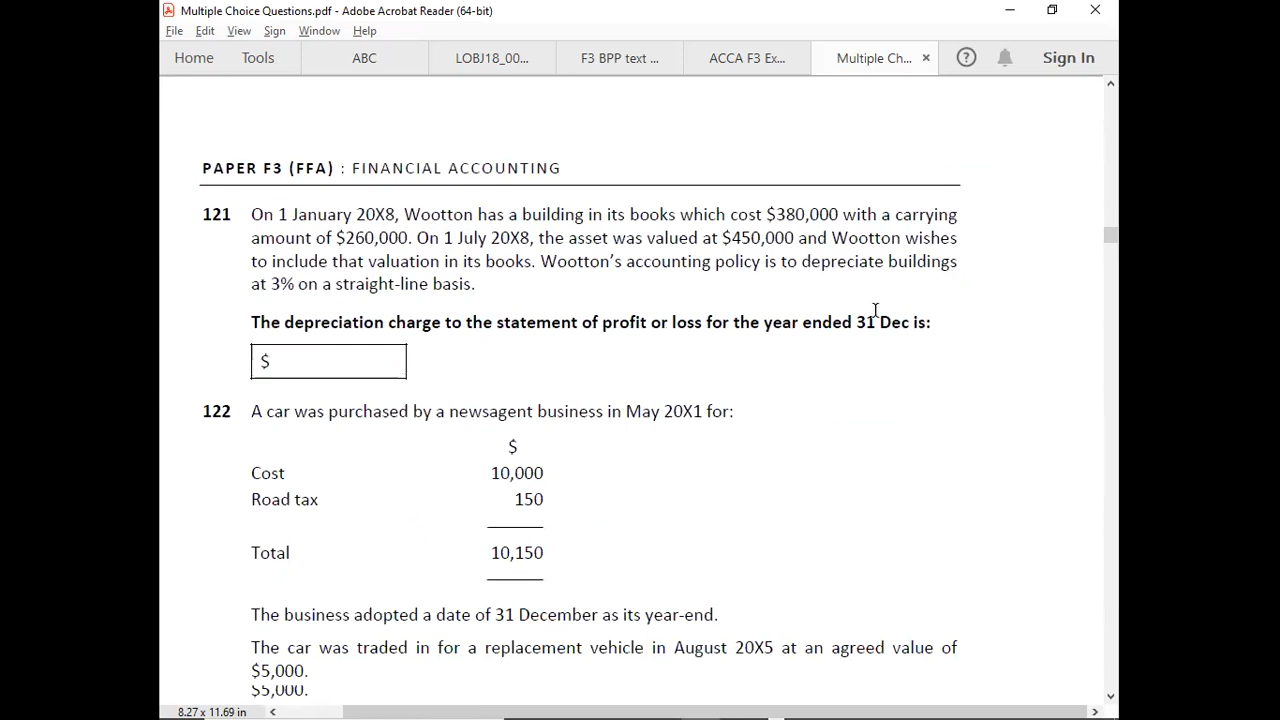 Multiple Choice Questions.pdf - Adobe Acrobat Reader (64-bit)
File Edit View Sign Window Help
Home Tools ABC LOBJ18_00... F3 BPP text ... ACCA F3 Ex... Multiple Ch... × ? Sign In
PAPER F3 (FFA) : FINANCIAL ACCOUNTING
121 On 1 January 20X8, Wootton has a building in its books which cost $380,000 with a carrying
amount of $260,000. On 1 July 20X8, the asset was valued at $450,000 and Wootton wishes
to include that valuation in its books. Wootton's accounting policy is to depreciate buildings
at 3% on a straight-line basis.
The depreciation charge to the statement of profit or loss for the year ended 31 Dec is:
$
122 A car was purchased by a newsagent business in May 20X1 for:
$
Cost 10,000
Road tax 150
Total 10,150
The business adopted a date of 31 December as its year-end.
The car was traded in for a replacement vehicle in August 20X5 at an agreed value of
$5,000.
$5,000.
8.27 x 11.69 in